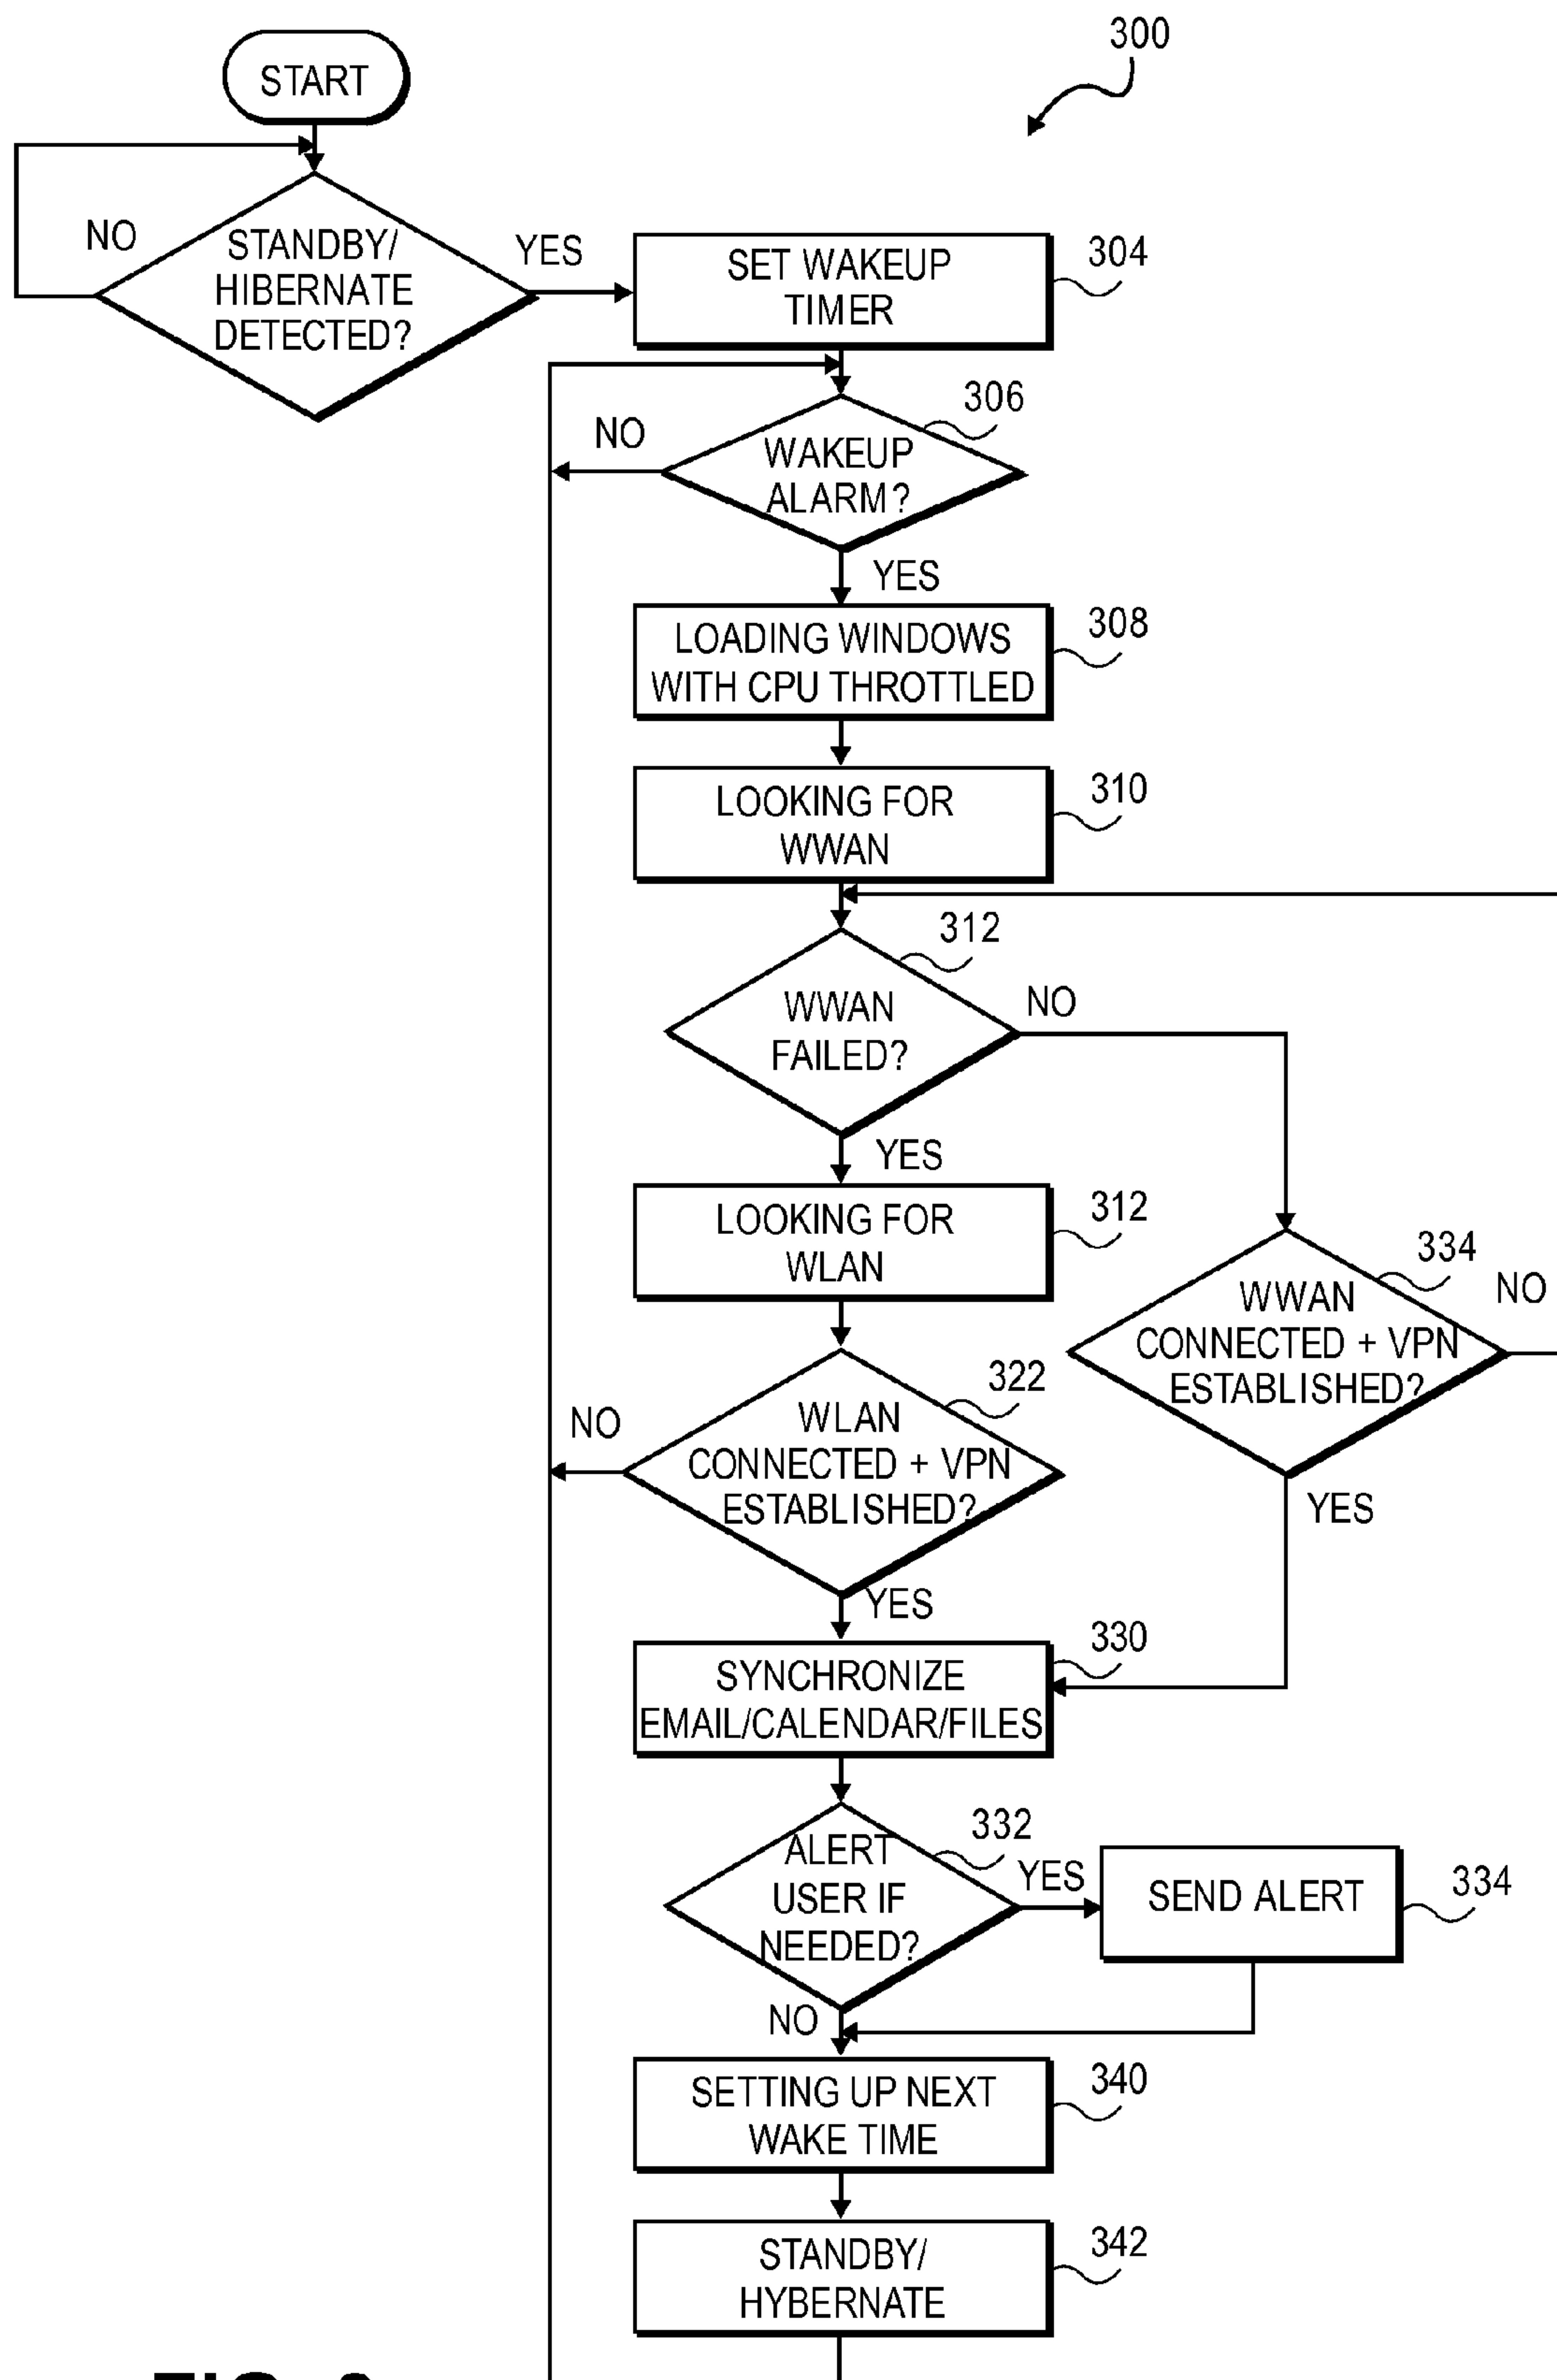 START
300
NO
STANDBY/
HIBERNATE
DETECTED?
YES
SET WAKEUP
TIMER
304
306
NO
WAKEUP
ALARM?
YES
LOADING WINDOWS
WITH CPU THROTTLED
308
LOOKING FOR
WWAN
310
312
WWAN
FAILED?
NO
YES
LOOKING FOR
WLAN
312
334
WWAN
CONNECTED + VPN
ESTABLISHED?
NO
YES
322
NO
WLAN
CONNECTED + VPN
ESTABLISHED?
YES
SYNCHRONIZE
EMAIL/CALENDAR/FILES
330
332
ALERT
USER IF
NEEDED?
YES
SEND ALERT
334
NO
SETTING UP NEXT
WAKE TIME
340
STANDBY/
HYBERNATE
342